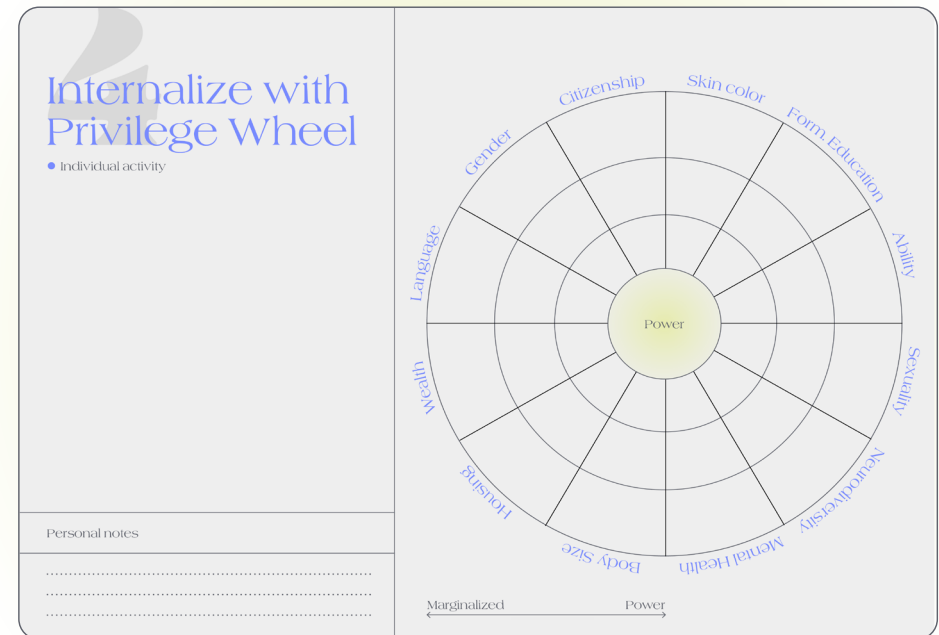 4
Internalize with
Privilege Wheel
Individual activity
Personal notes
Citizenship
Skin color
Form. Education
Ability
Sexuality
Neurodiversity
Mental Health
Body Size
Housing
Wealth
Language
Gender
Power
Marginalized
Power